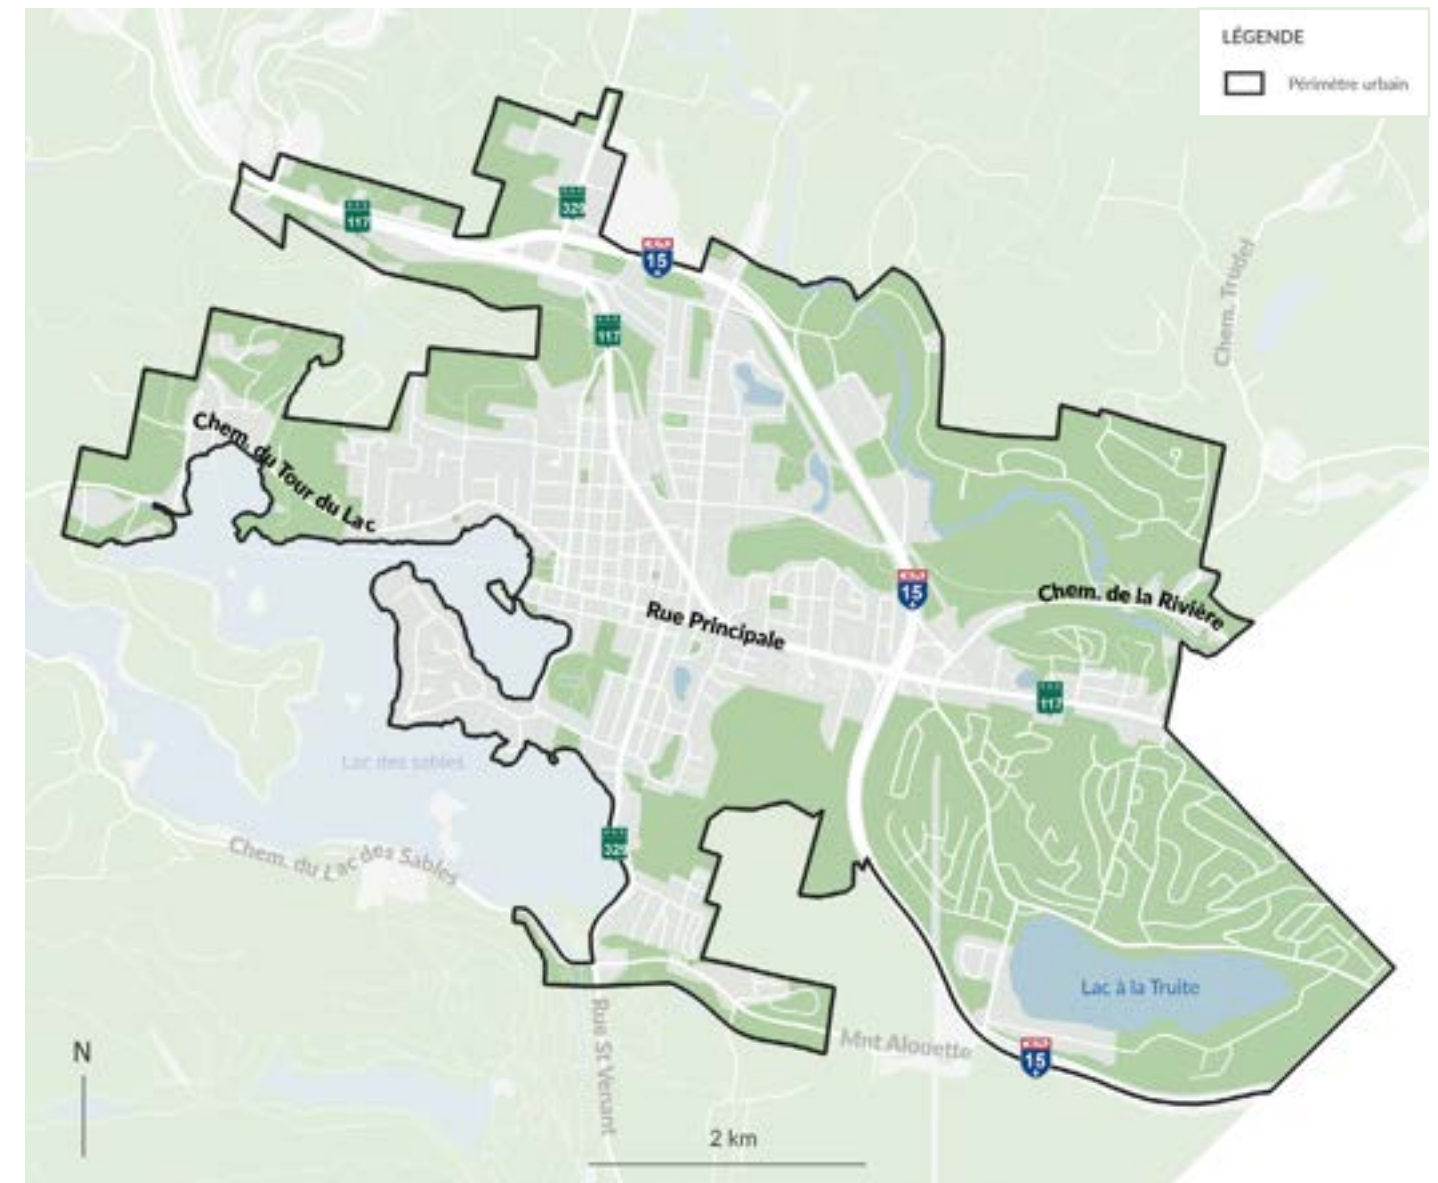 LÉGENDE
Périmètre urbain
329
117
15
117
Chem. Trudel
Chem. du Tour du Lac
15
Chem. de la Rivière
Rue Principale
117
Lac des sables
329
Chem. du Lac des Sables
Lac à la Truite
Rue St Venant
Mnt Alouette
15
N
2 km